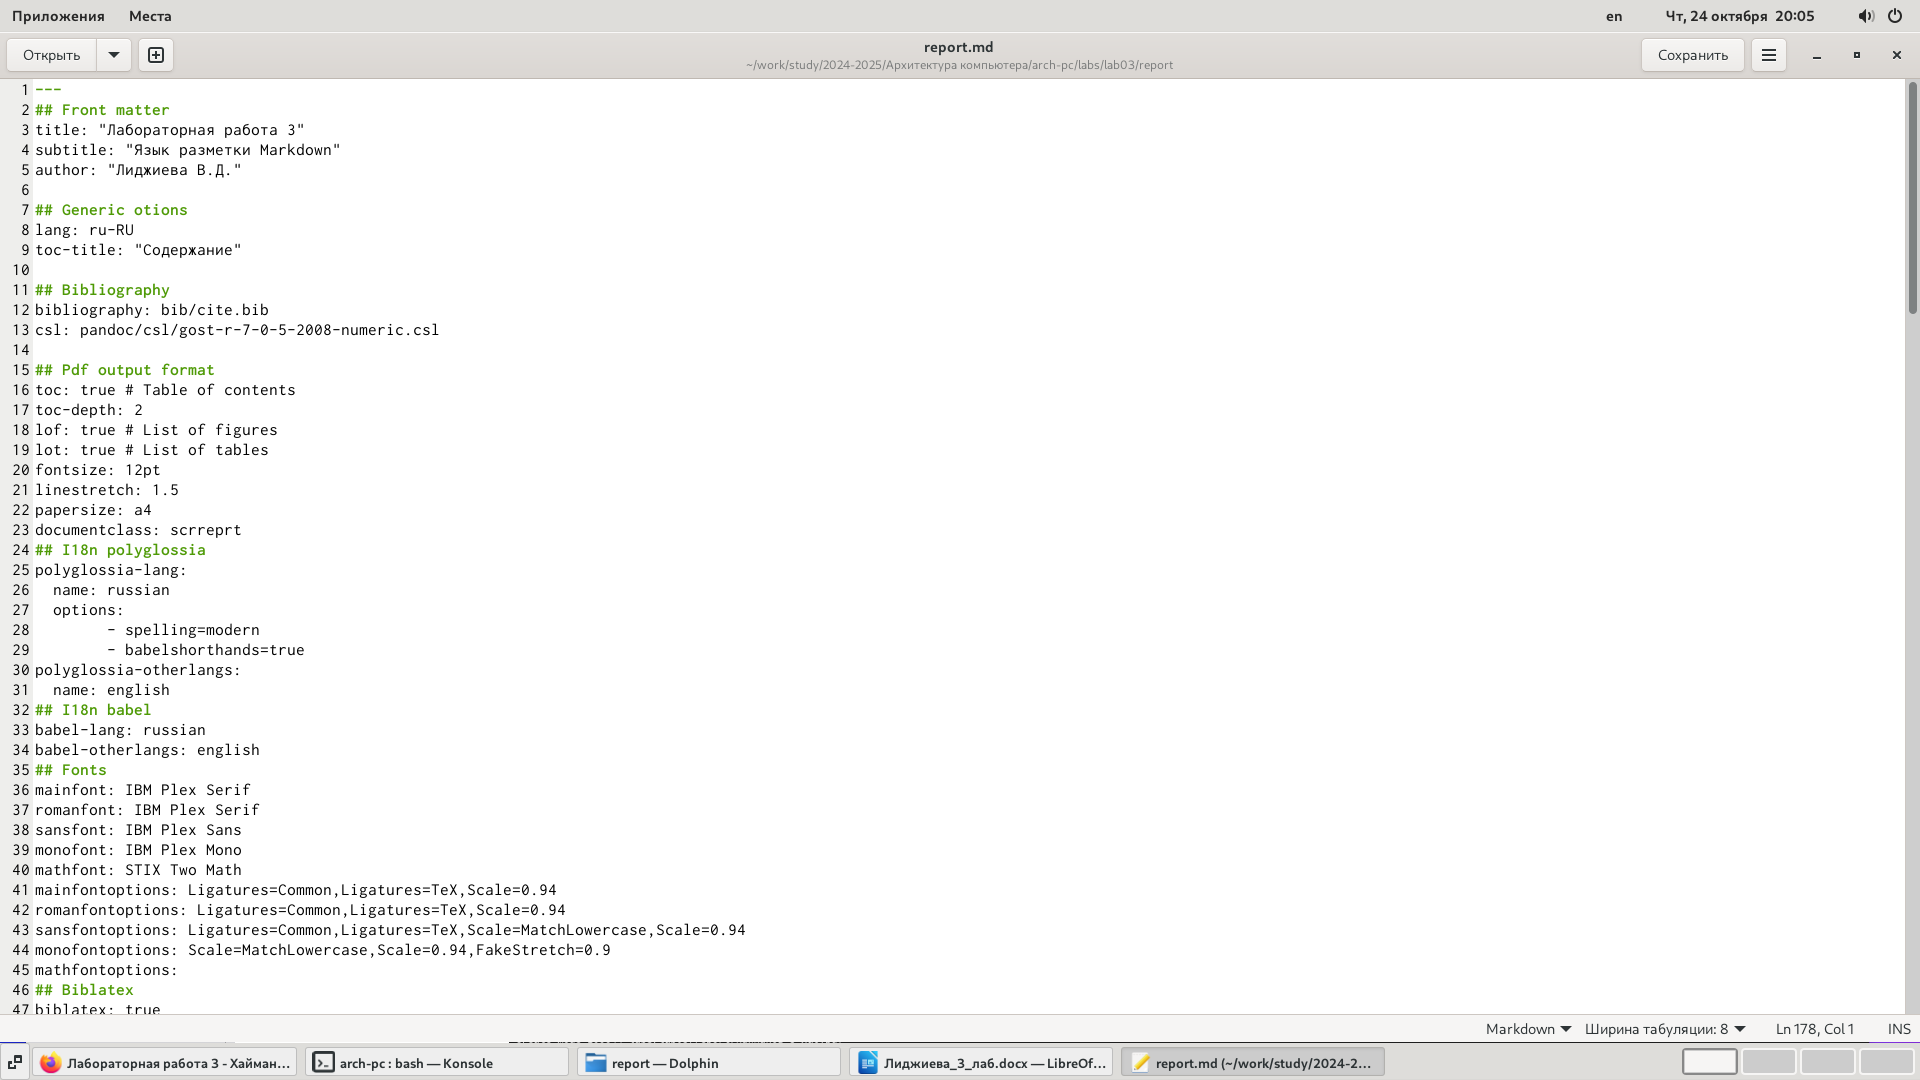 Приложения Места en Чт, 24 октября 20:05
Открыть report.md Сохранить
~/work/study/2024-2025/Архитектура компьютера/arch-pc/labs/lab03/report
1 ---
2 ## Front matter
3 title: "Лабораторная работа 3"
4 subtitle: "Язык разметки Markdown"
5 author: "Лиджиева В.Д."
6
7 ## Generic otions
8 lang: ru-RU
9 toc-title: "Содержание"
10
11 ## Bibliography
12 bibliography: bib/cite.bib
13 csl: pandoc/csl/gost-r-7-0-5-2008-numeric.csl
14
15 ## Pdf output format
16 toc: true # Table of contents
17 toc-depth: 2
18 lof: true # List of figures
19 lot: true # List of tables
20 fontsize: 12pt
21 linestretch: 1.5
22 papersize: a4
23 documentclass: scrreprt
24 ## I18n polyglossia
25 polyglossia-lang:
26   name: russian
27   options:
28         - spelling=modern
29         - babelshorthands=true
30 polyglossia-otherlangs:
31   name: english
32 ## I18n babel
33 babel-lang: russian
34 babel-otherlangs: english
35 ## Fonts
36 mainfont: IBM Plex Serif
37 romanfont: IBM Plex Serif
38 sansfont: IBM Plex Sans
39 monofont: IBM Plex Mono
40 mathfont: STIX Two Math
41 mainfontoptions: Ligatures=Common,Ligatures=TeX,Scale=0.94
42 romanfontoptions: Ligatures=Common,Ligatures=TeX,Scale=0.94
43 sansfontoptions: Ligatures=Common,Ligatures=TeX,Scale=MatchLowercase,Scale=0.94
44 monofontoptions: Scale=MatchLowercase,Scale=0.94,FakeStretch=0.9
45 mathfontoptions:
46 ## Biblatex
47 biblatex: true
Markdown Ширина табуляции: 8 Ln 178, Col 1 INS
Лабораторная работа 3 - Хайман... arch-pc : bash — Konsole report — Dolphin Лиджиева_3_лаб.docx — LibreOf... report.md (~/work/study/2024-2...